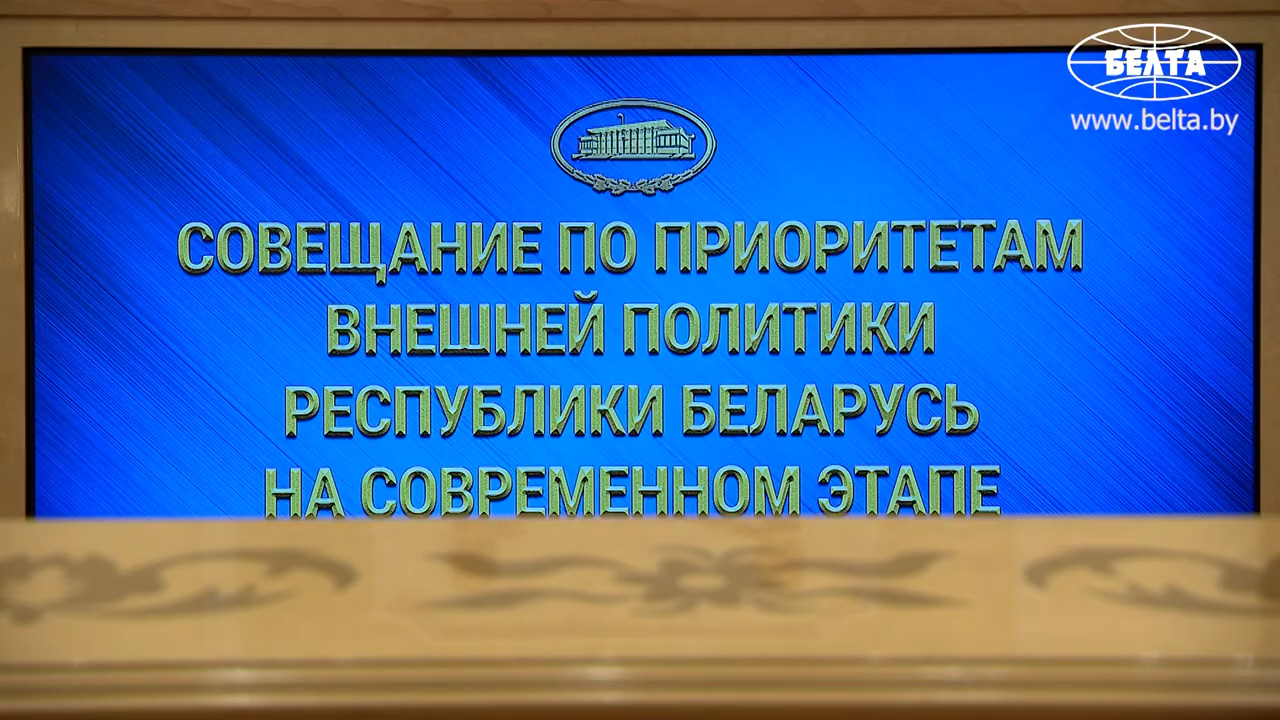 БЕЛТА
www.belta.by
СОВЕЩАНИЕ ПО ПРИОРИТЕТАМ
ВНЕШНЕЙ ПОЛИТИКИ
РЕСПУБЛИКИ БЕЛАРУСЬ
НА СОВРЕМЕННОМ ЭТАПЕ